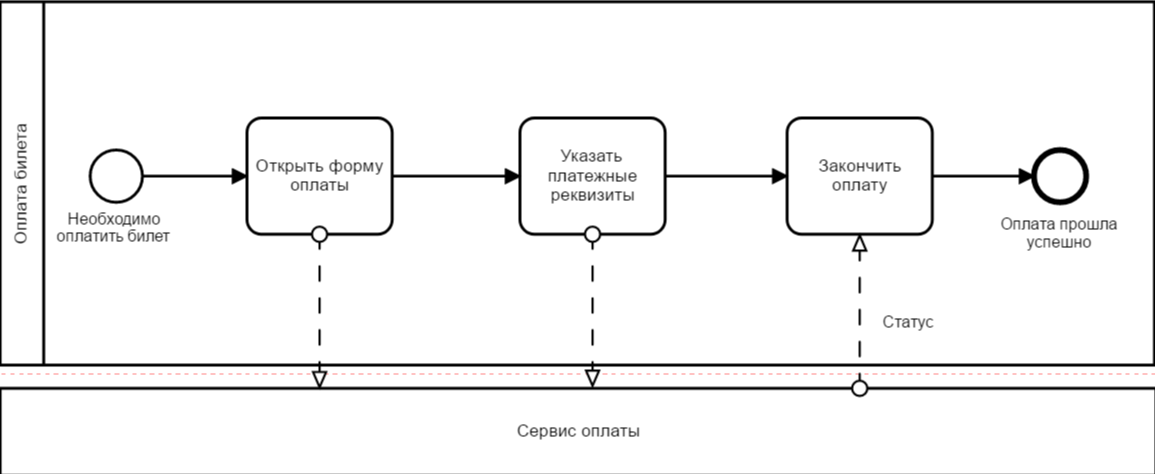 Оплата билета
Необходимо
оплатить билет
Открыть форму
оплаты
Указать
платежные
реквизиты
Закончить
оплату
Оплата прошла
успешно
Статус
Сервис оплаты